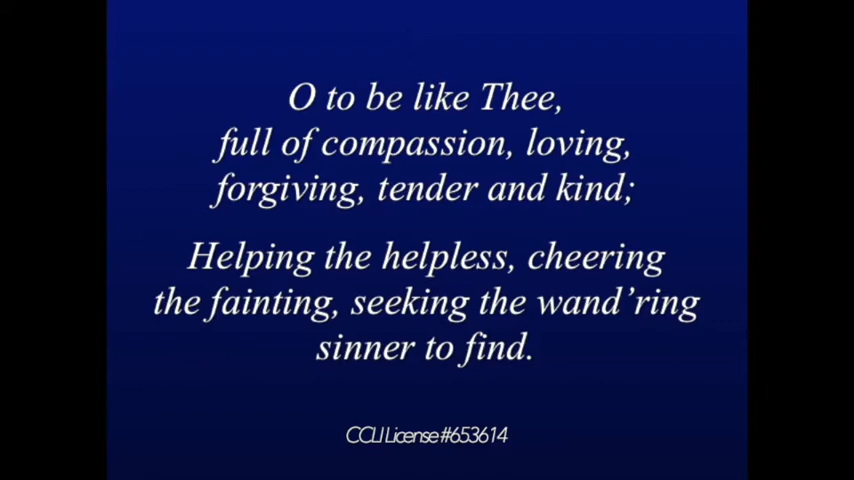 O to be like Thee,
full of compassion, loving,
forgiving, tender and kind;
Helping the helpless, cheering
the fainting, seeking the wand’ring
sinner to find.
CCLI License #653614